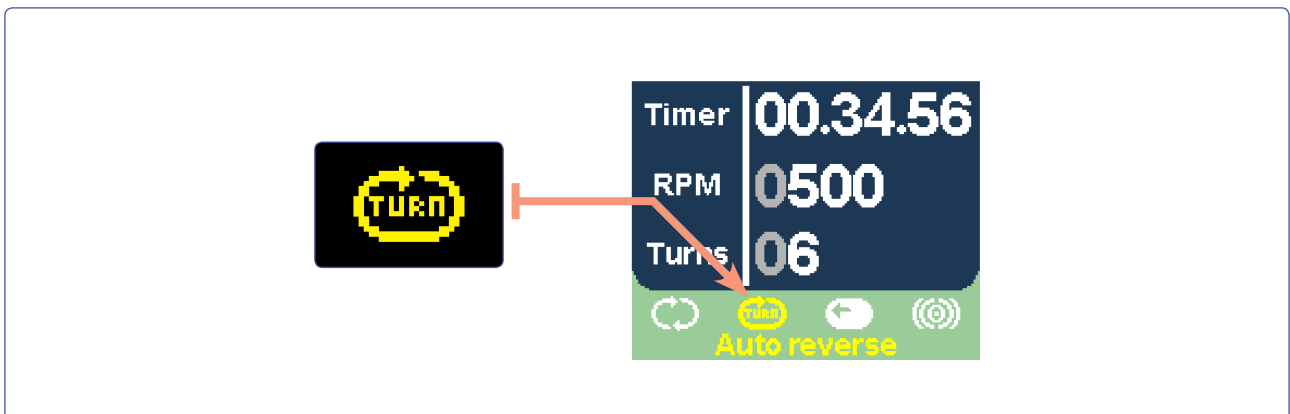 TURN
Timer 00.34.56
RPM 0500
Turns 06
TURN
Auto reverse